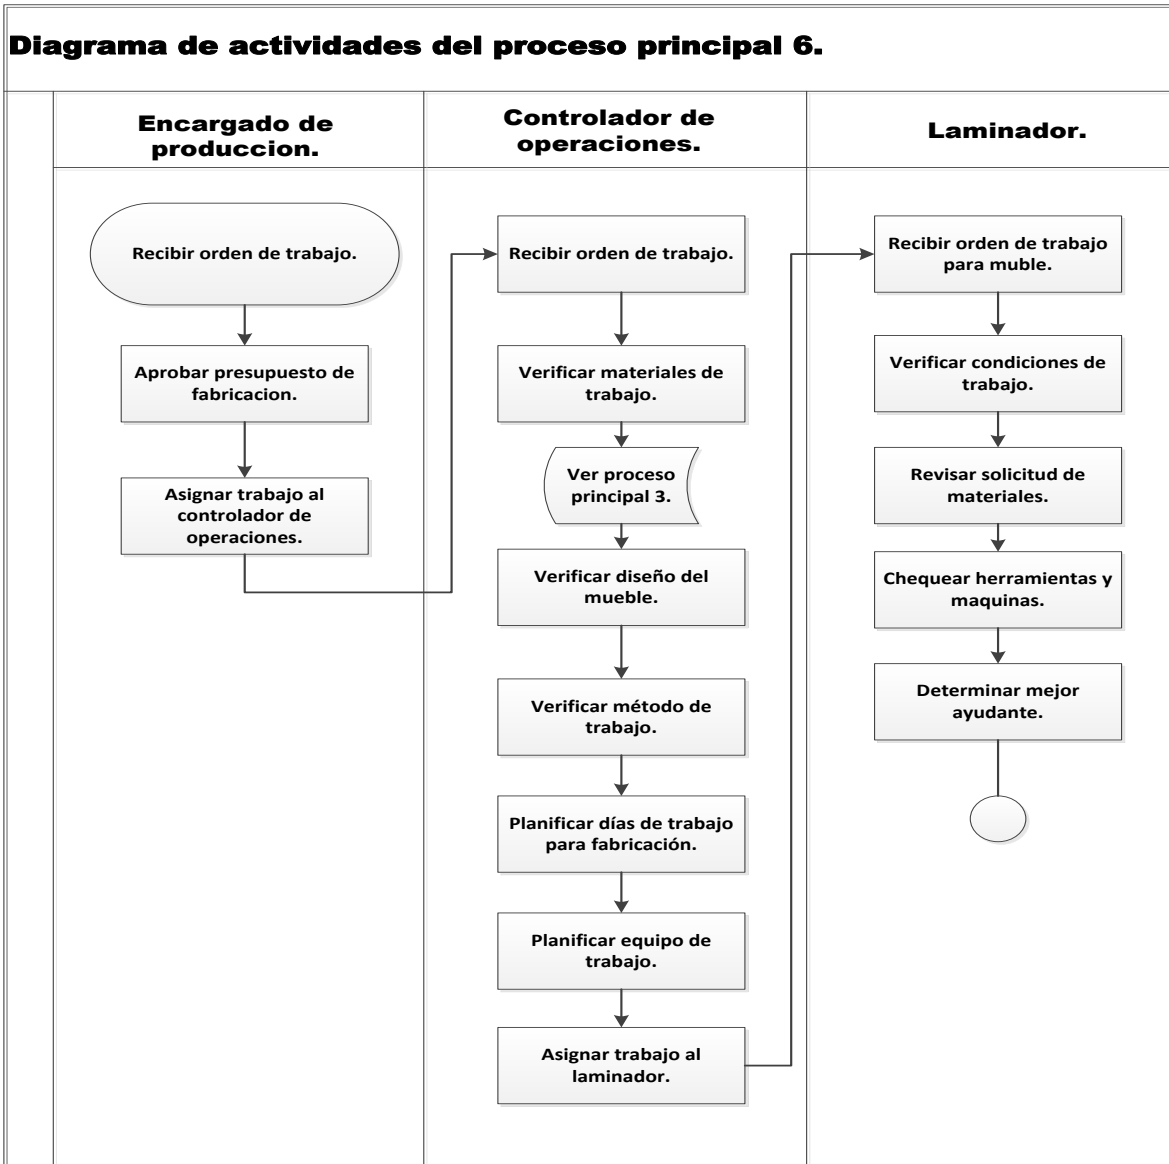 Diagrama de actividades del proceso principal 6.
Encargado de
produccion.
Controlador de
operaciones.
Laminador.
Recibir orden de trabajo.
Aprobar presupuesto de
fabricacion.
Asignar trabajo al
controlador de
operaciones.
Recibir orden de trabajo.
Verificar materiales de
trabajo.
Ver proceso
principal 3.
Verificar diseño del
mueble.
Verificar método de
trabajo.
Planificar días de trabajo
para fabricación.
Planificar equipo de
trabajo.
Asignar trabajo al
laminador.
Recibir orden de trabajo
para muble.
Verificar condiciones de
trabajo.
Revisar solicitud de
materiales.
Chequear herramientas y
maquinas.
Determinar mejor
ayudante.